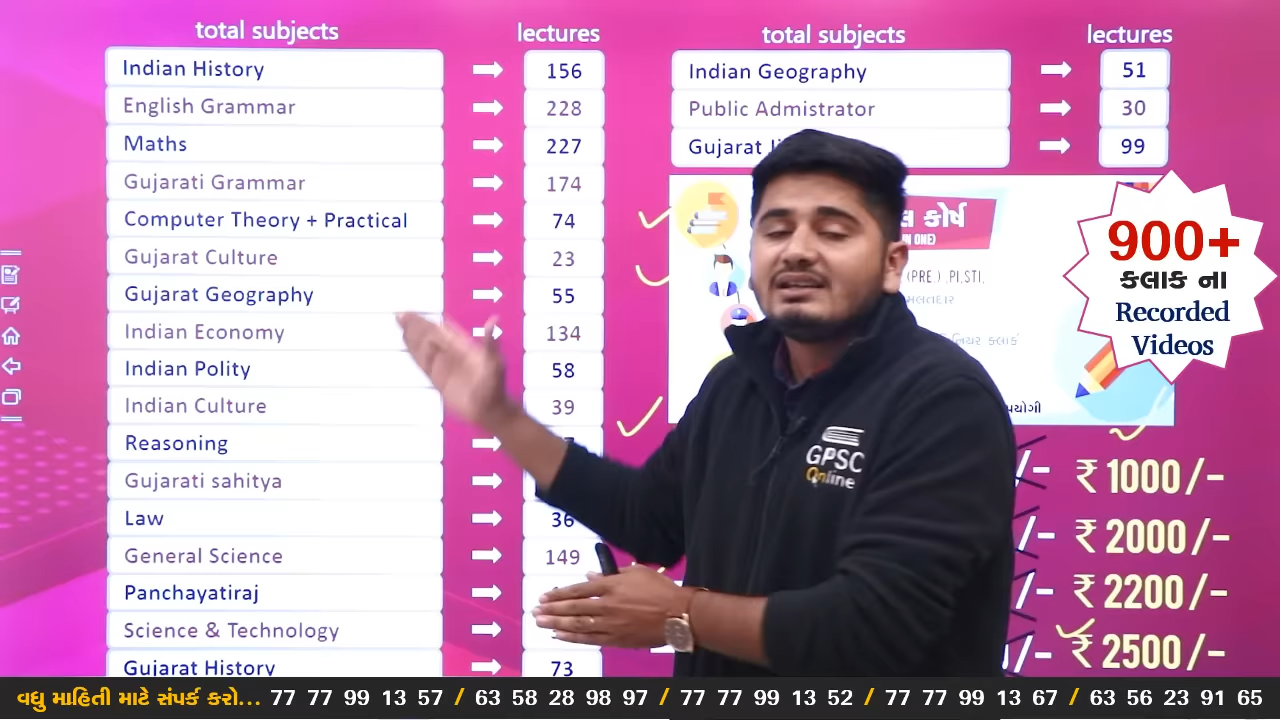 total subjects lectures
Indian History 156
English Grammar 228
Maths 227
Gujarati Grammar 174
Computer Theory + Practical 74
Gujarat Culture 23
Gujarat Geography 55
Indian Economy 134
Indian Polity 58
Indian Culture 39
Reasoning
Gujarati sahitya
Law 36
General Science 149
Panchayatiraj
Science & Technology
Gujarat History 73
total subjects lectures
Indian Geography 51
Public Admistrator 30
Gujarat 99
કોર્ષ
ONE)
(PRE.) .PI,STI,
ક્લાર્ક
900+
કલાક ના
Recorded
Videos
GPSC
Online
/- ₹ 1000/-
/- ₹ 2000/-
/- ₹ 2200/-
/- ₹ 2500/-
વધુ માહિતી માટે સંપર્ક કરો... 77 77 99 13 57 / 63 58 28 98 97 / 77 77 99 13 52 / 77 77 99 13 67 / 63 56 23 91 65